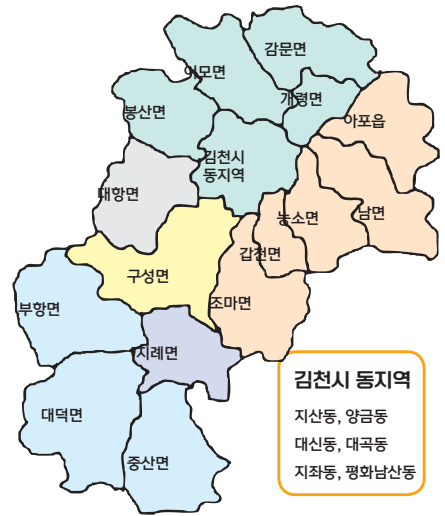 감문면
어모면
개령면
봉산면
아포읍
김천시
동지역
대항면
농소면
남면
갑천면
구성면
조마면
부항면
지례면
대덕면
중산면
김천시 동지역
지산동, 양금동
대신동, 대곡동
지좌동, 평화남산동